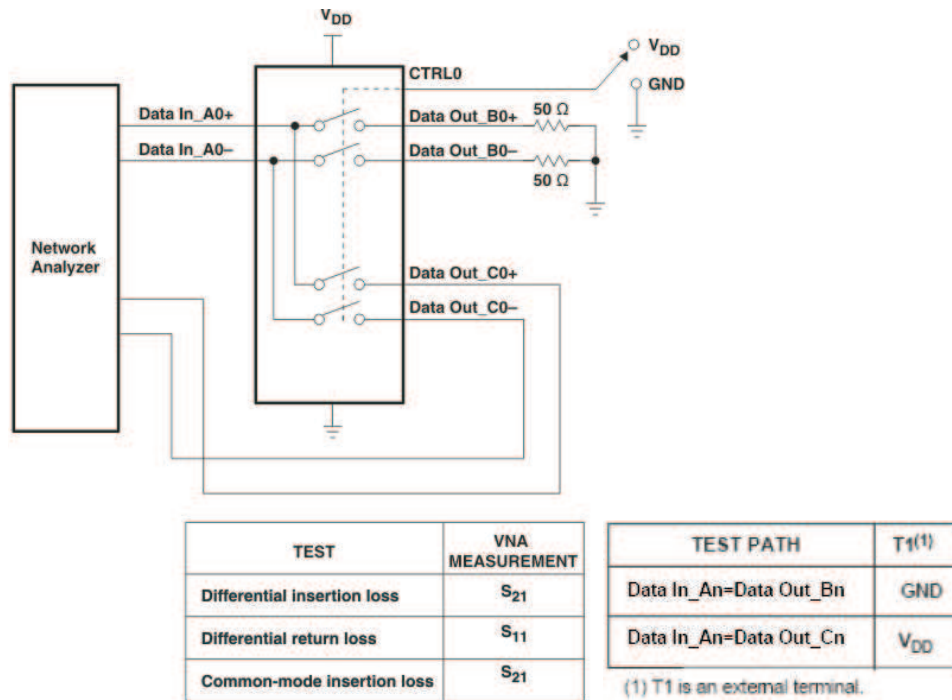 VDD
CTRL0
VDD
GND
Data In_A0+
Data Out_B0+
50 Ω
Data In_A0–
Data Out_B0–
50 Ω
Network
Analyzer
Data Out_C0+
Data Out_C0–
TEST
VNA
MEASUREMENT
Differential insertion loss
S21
Differential return loss
S11
Common-mode insertion loss
S21
TEST PATH
T1(1)
Data In_An=Data Out_Bn
GND
Data In_An=Data Out_Cn
VDD
(1) T1 is an external terminal.